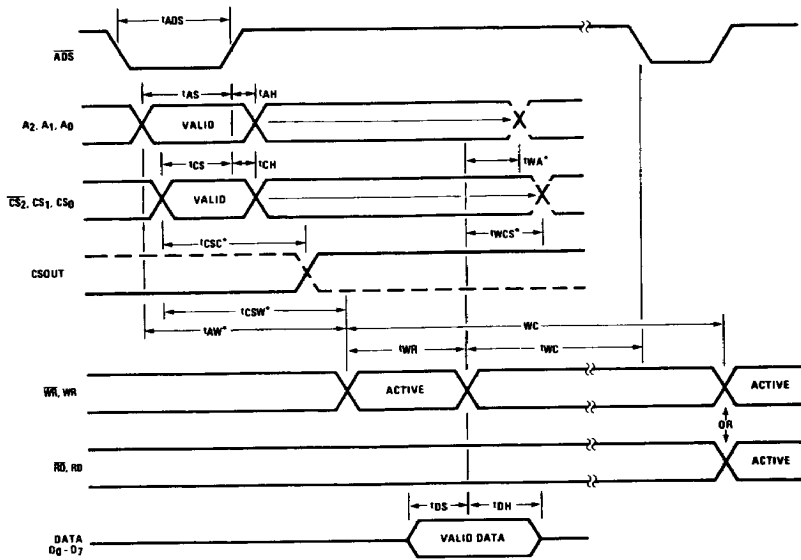 tADS
ADS
tAS tAH
A2, A1, A0 VALID
tWA*
tCS tCH
CS2, CS1, CS0 VALID
tWCS*
tCSC*
CSOUT
tCSW*
tAW* WC
tWR tWC
WR, WR ACTIVE ACTIVE
OR
RD, RD ACTIVE
tDS tDH
DATA VALID DATA
D0 - D7